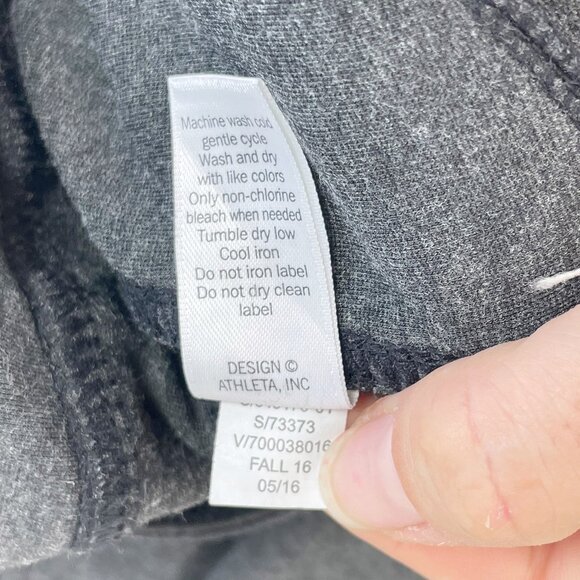 Machine wash cold
gentle cycle
Wash and dry
with like colors
Only non-chlorine
bleach when needed
Tumble dry low
Cool iron
Do not iron label
Do not dry clean
label
DESIGN ©
ATHLETA, INC
S/73373
V/700038016
FALL 16
05/16